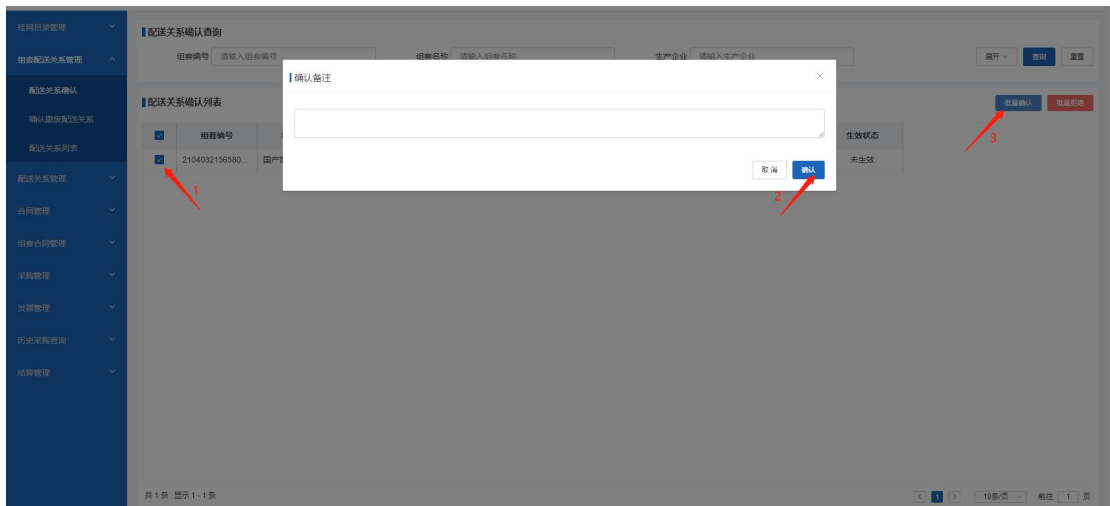 挂网目录管理
组套配送关系管理
配送关系确认
确认撤废配送关系
配送关系列表
配送关系管理
合同管理
组套合同管理
采购管理
发票管理
历史采购查询
结算管理
配送关系确认查询
组套编号 请输入组套编号 组套名称 请输入组套名称 生产企业 请输入生产企业 展开 查询 重置
确认备注
取消 确认
2
配送关系确认列表 批量确认 批量拒绝
3
组套编号 生效状态
2104032156580... 国产 未生效
1
共 1 条 显示 1 - 1 条 1 10条/页 前往 1 页